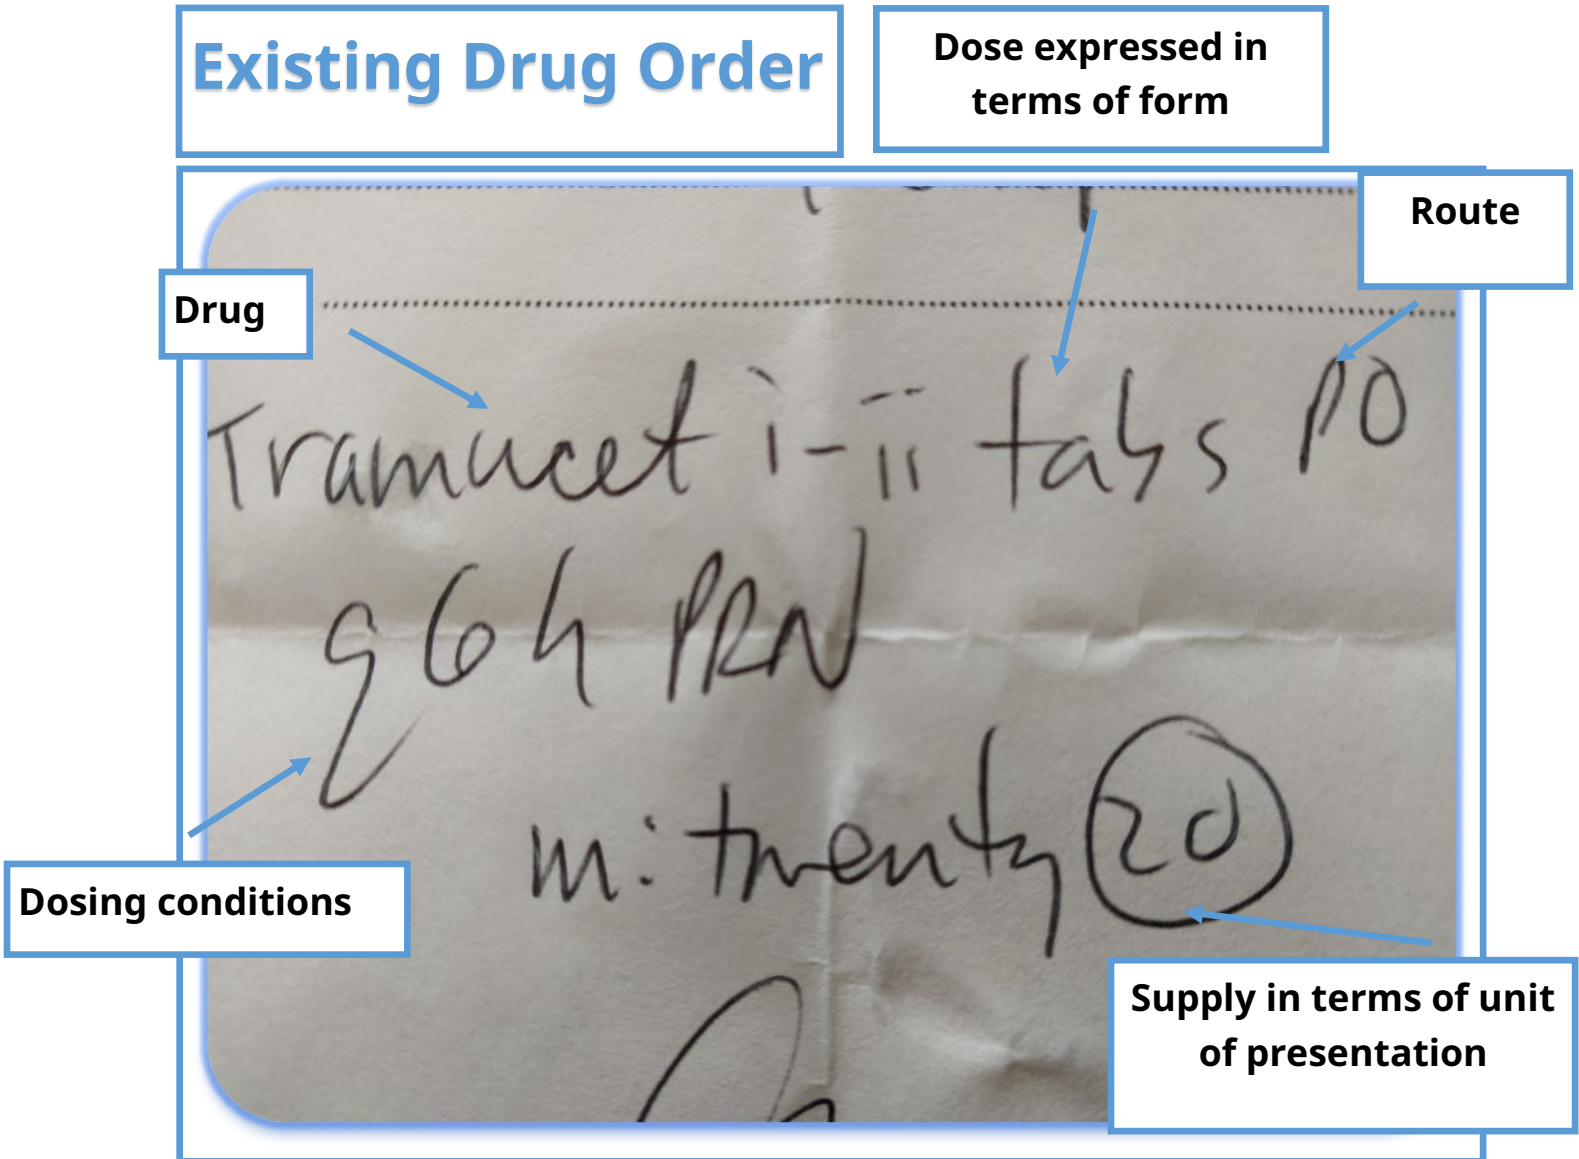 Existing Drug Order
Dose expressed in
terms of form
Route
Drug
Tramacet i-ii tabs PO
q6h PRN
m: twenty 20
Dosing conditions
Supply in terms of unit
of presentation